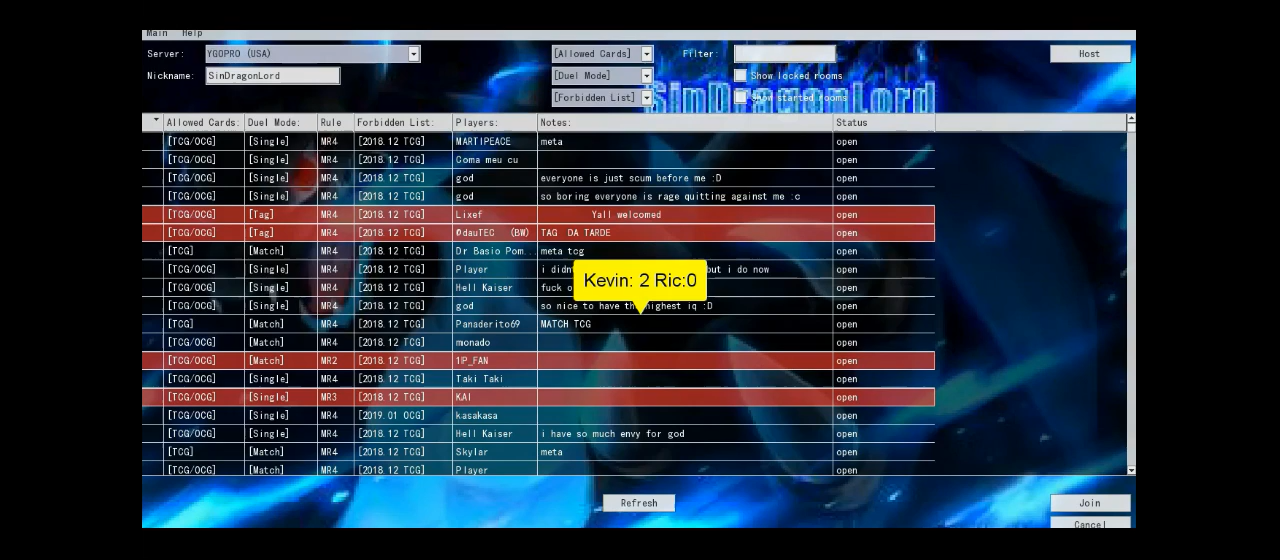 Main Help
Server: YGOPRO (USA) [Allowed Cards] Filter: Host
Nickname: SinDragonLord [Duel Mode] Show locked rooms
[Forbidden List] Show started rooms
SinDragonLord
Allowed Cards: Duel Mode: Rule Forbidden List: Players: Notes: Status
[TCG/OCG] [Single] MR4 [2018.12 TCG] MARTIPEACE meta open
[TCG/OCG] [Single] MR4 [2018.12 TCG] Coma meu cu open
[TCG/OCG] [Single] MR4 [2018.12 TCG] god everyone is just scum before me :D open
[TCG/OCG] [Single] MR4 [2018.12 TCG] god so boring everyone is rage quitting against me :c open
[TCG/OCG] [Tag] MR4 [2018.12 TCG] Lixef Yall welcomed open
[TCG/OCG] [Tag] MR4 [2018.12 TCG] @dauTEC (BW) TAG DA TARDE open
[TCG] [Match] MR4 [2018.12 TCG] Dr Basio Pom... meta tcg open
[TCG/OCG] [Single] MR4 [2018.12 TCG] Player i but i do now open
Kevin: 2 Ric:0
[TCG/OCG] [Single] MR4 [2018.12 TCG] Hell Kaiser fuck open
[TCG/OCG] [Single] MR4 [2018.12 TCG] god so nice to have the highest iq :D open
[TCG] [Match] MR4 [2018.12 TCG] Panaderito69 MATCH TCG open
[TCG/OCG] [Match] MR4 [2018.12 TCG] monado open
[TCG/OCG] [Match] MR2 [2018.12 TCG] 1P_FAN open
[TCG/OCG] [Single] MR4 [2018.12 TCG] Taki Taki open
[TCG/OCG] [Single] MR3 [2018.12 TCG] KAI open
[TCG/OCG] [Single] MR4 [2019.01 OCG] kasakasa open
[TCG/OCG] [Single] MR4 [2018.12 TCG] Hell Kaiser i have so much envy for god open
[TCG] [Match] MR4 [2018.12 TCG] Skylar meta open
[TCG/OCG] [Match] MR4 [2018.12 TCG] Player open
Refresh Join
Cancel